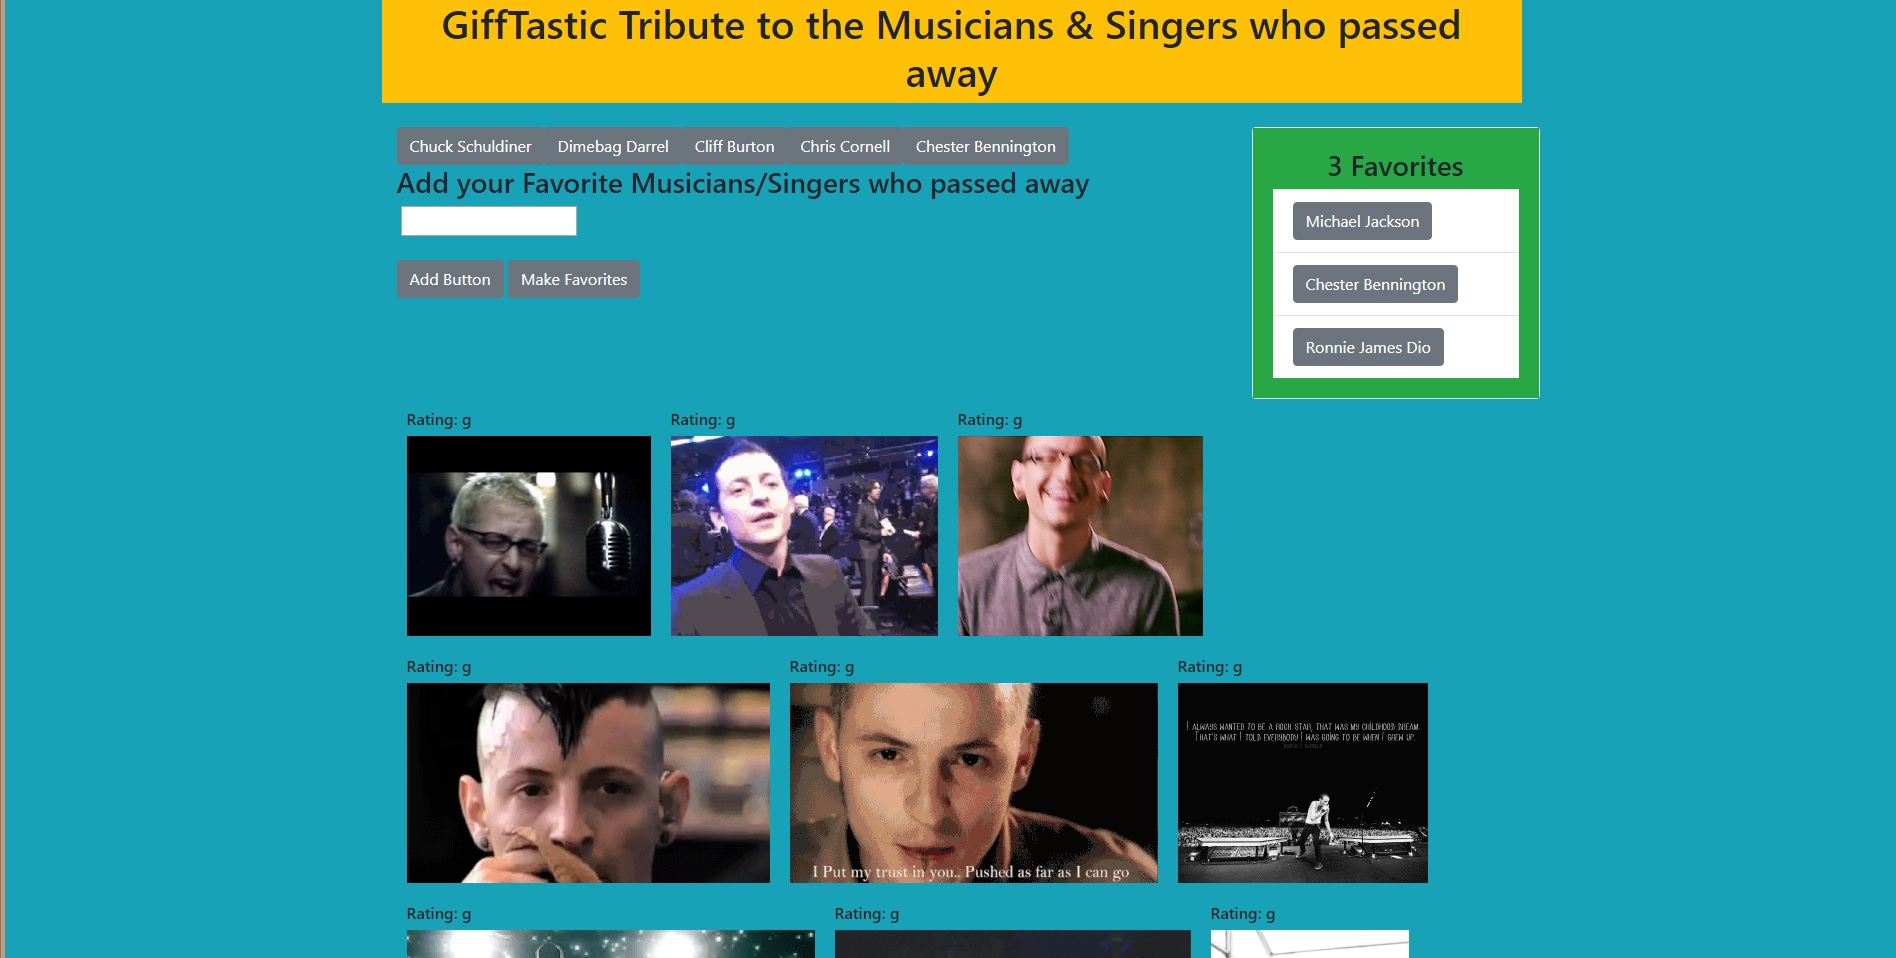 GiffTastic Tribute to the Musicians & Singers who passed
away
Chuck Schuldiner Dimebag Darrel Cliff Burton Chris Cornell Chester Bennington
Add your Favorite Musicians/Singers who passed away
Add Button Make Favorites
3 Favorites
Michael Jackson
Chester Bennington
Ronnie James Dio
Rating: g Rating: g Rating: g
Rating: g Rating: g Rating: g
I Put my trust in you.. Pushed as far as I can go
I ALWAYS WANTED TO BE A ROCK STAR, THAT WAS MY CHILDHOOD DREAM.
THAT'S WHAT I TOLD EVERYBODY I WAS GOING TO BE WHEN I GREW UP.
Rating: g Rating: g Rating: g